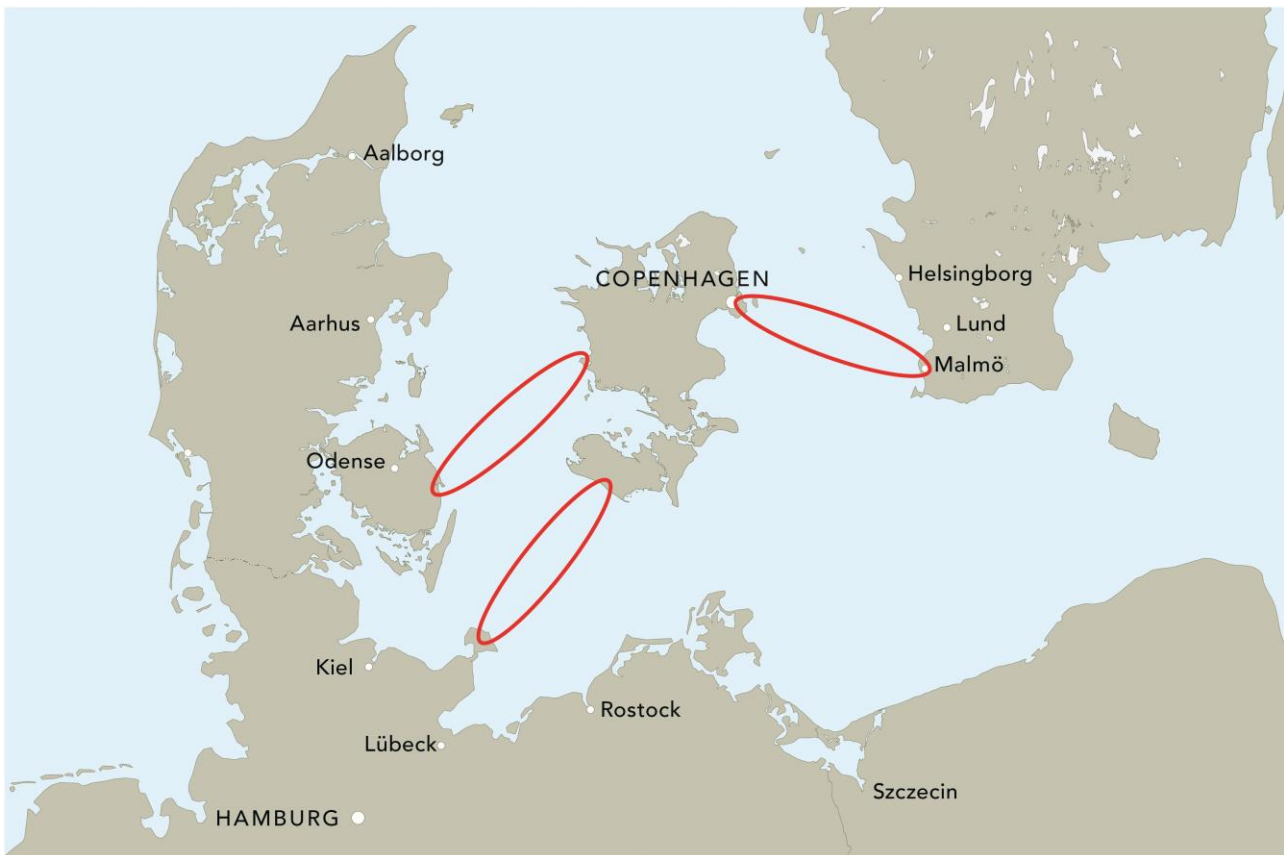 Aalborg
COPENHAGEN
Helsingborg
Aarhus
Lund
Malmö
Odense
Kiel
Rostock
Lübeck
Szczecin
HAMBURG